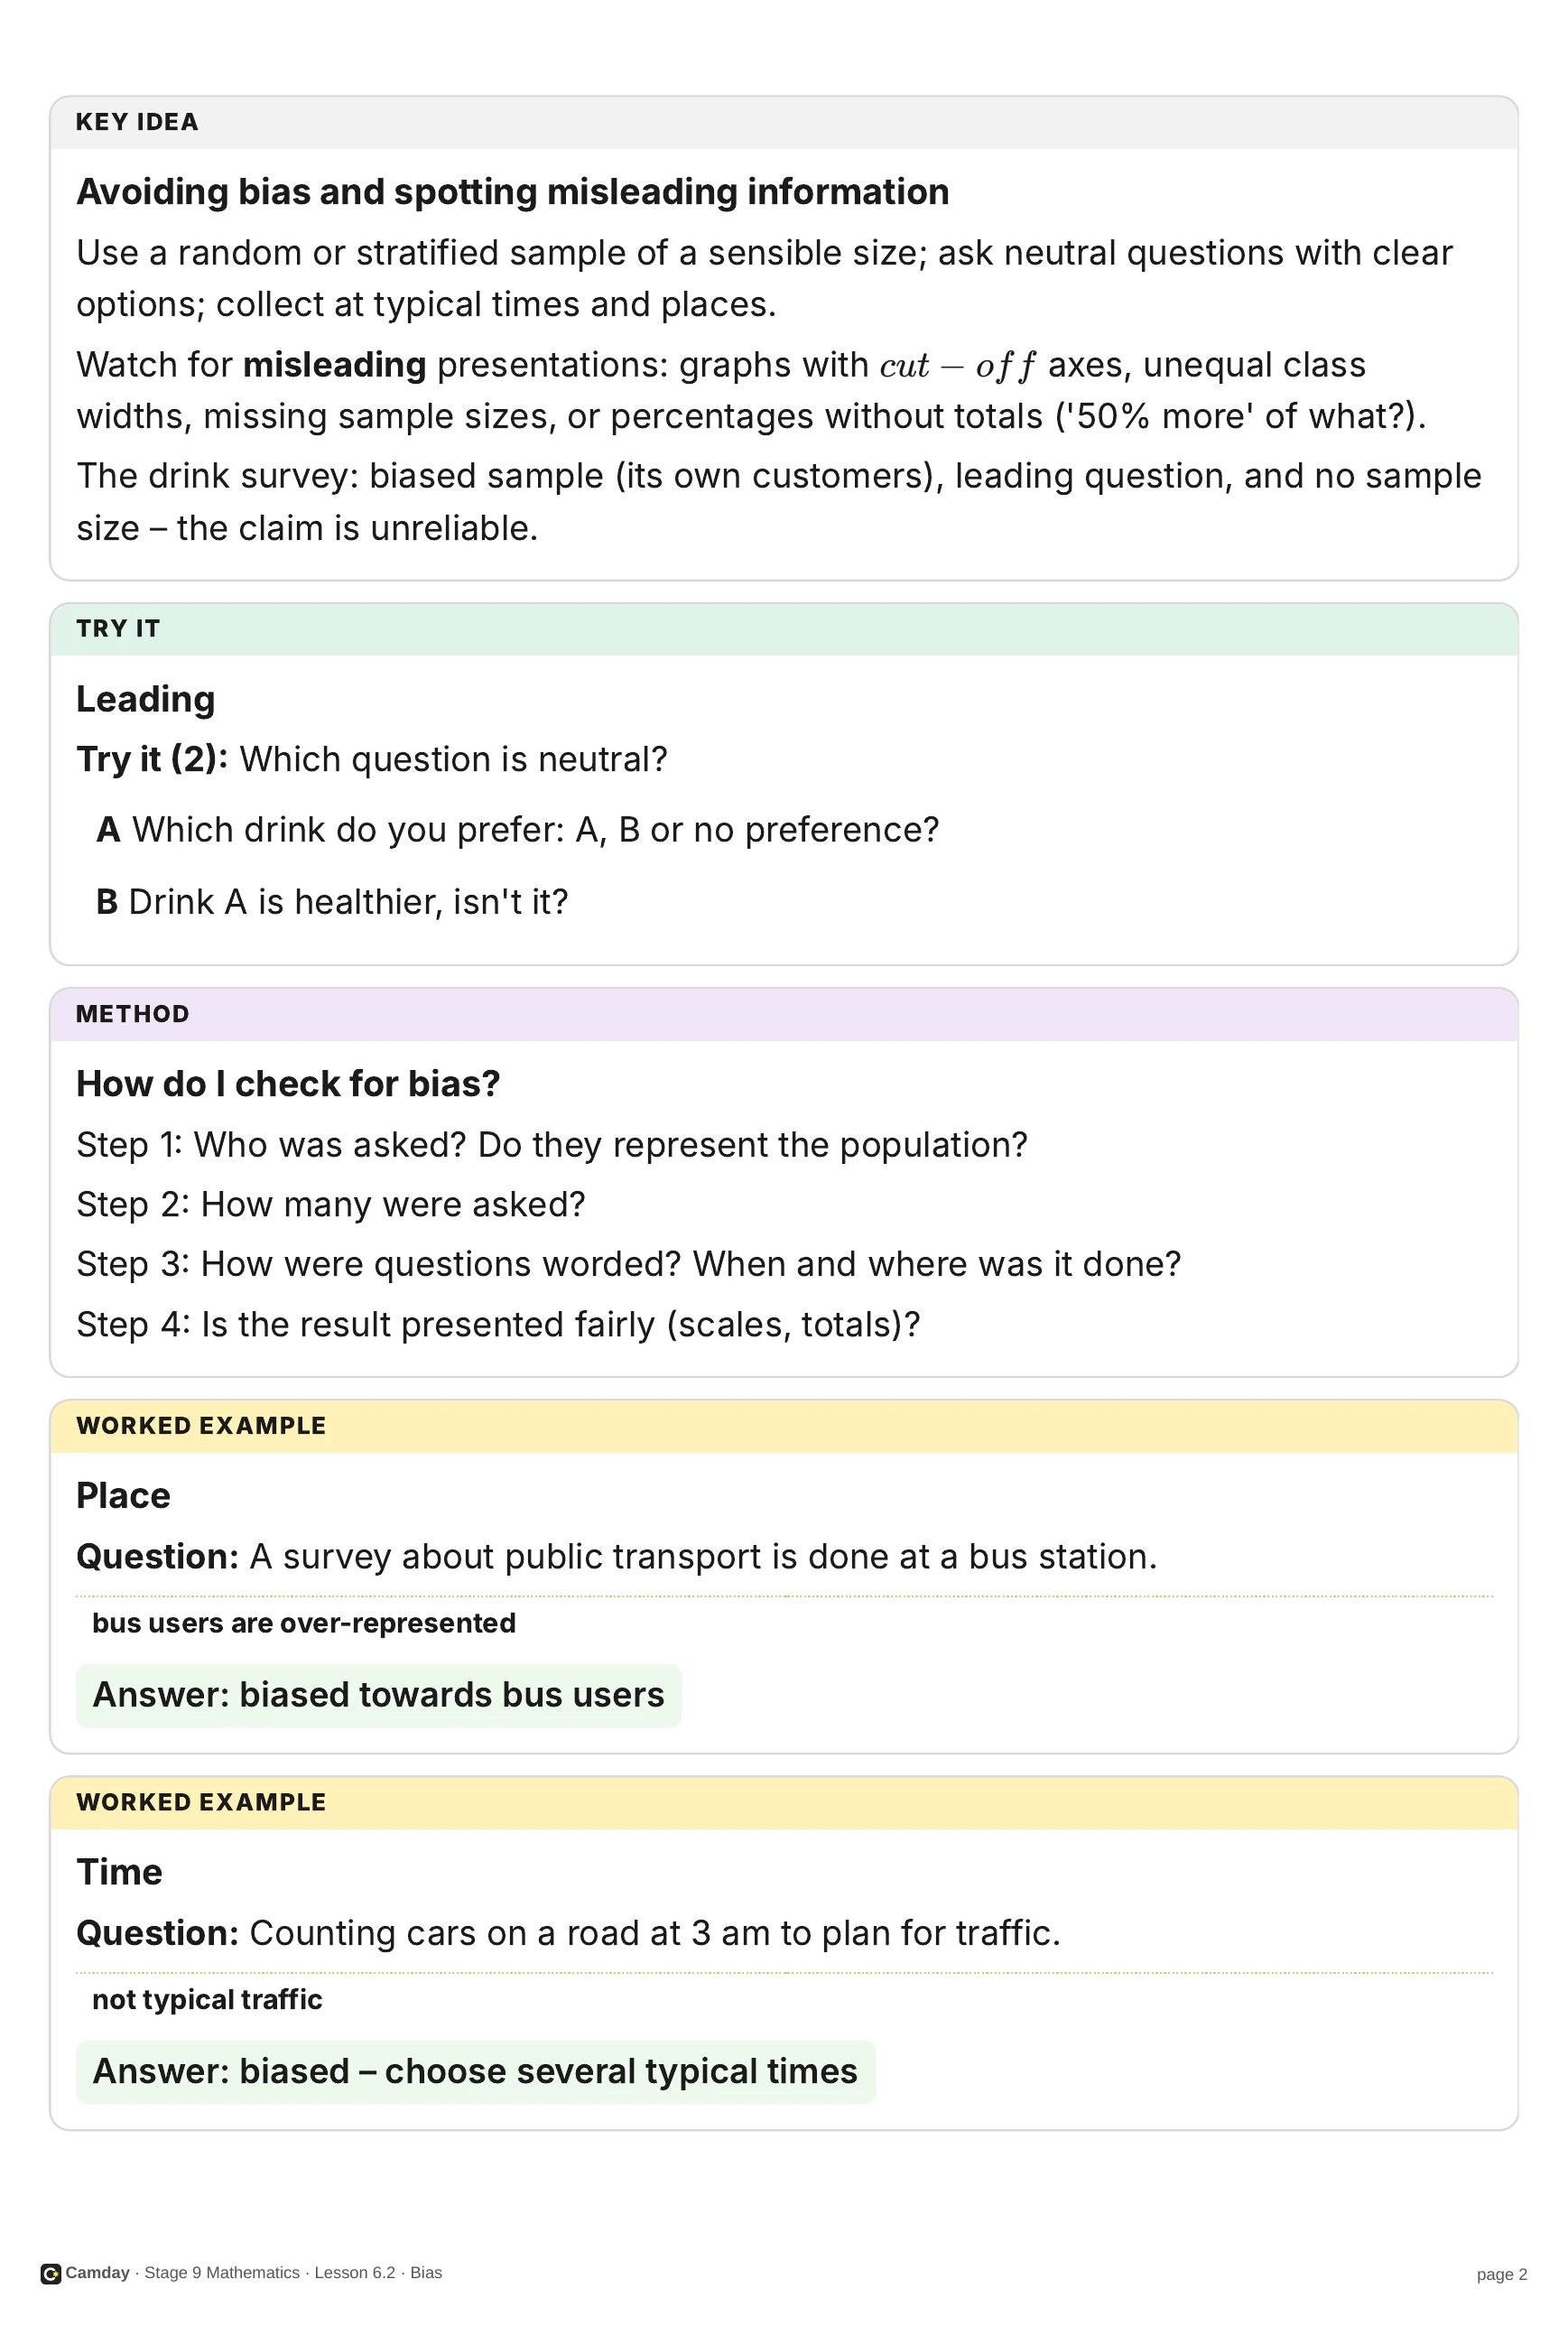 KEY IDEA
Avoiding bias and spotting misleading information
Use a random or stratified sample of a sensible size; ask neutral questions with clear
options; collect at typical times and places.
Watch for misleading presentations: graphs with cut − off axes, unequal class
widths, missing sample sizes, or percentages without totals ('50% more' of what?).
The drink survey: biased sample (its own customers), leading question, and no sample
size – the claim is unreliable.
TRY IT
Leading
Try it (2): Which question is neutral?
A Which drink do you prefer: A, B or no preference?
B Drink A is healthier, isn't it?
METHOD
How do I check for bias?
Step 1: Who was asked? Do they represent the population?
Step 2: How many were asked?
Step 3: How were questions worded? When and where was it done?
Step 4: Is the result presented fairly (scales, totals)?
WORKED EXAMPLE
Place
Question: A survey about public transport is done at a bus station.
bus users are over-represented
Answer: biased towards bus users
WORKED EXAMPLE
Time
Question: Counting cars on a road at 3 am to plan for traffic.
not typical traffic
Answer: biased – choose several typical times
Camday · Stage 9 Mathematics · Lesson 6.2 · Bias
page 2